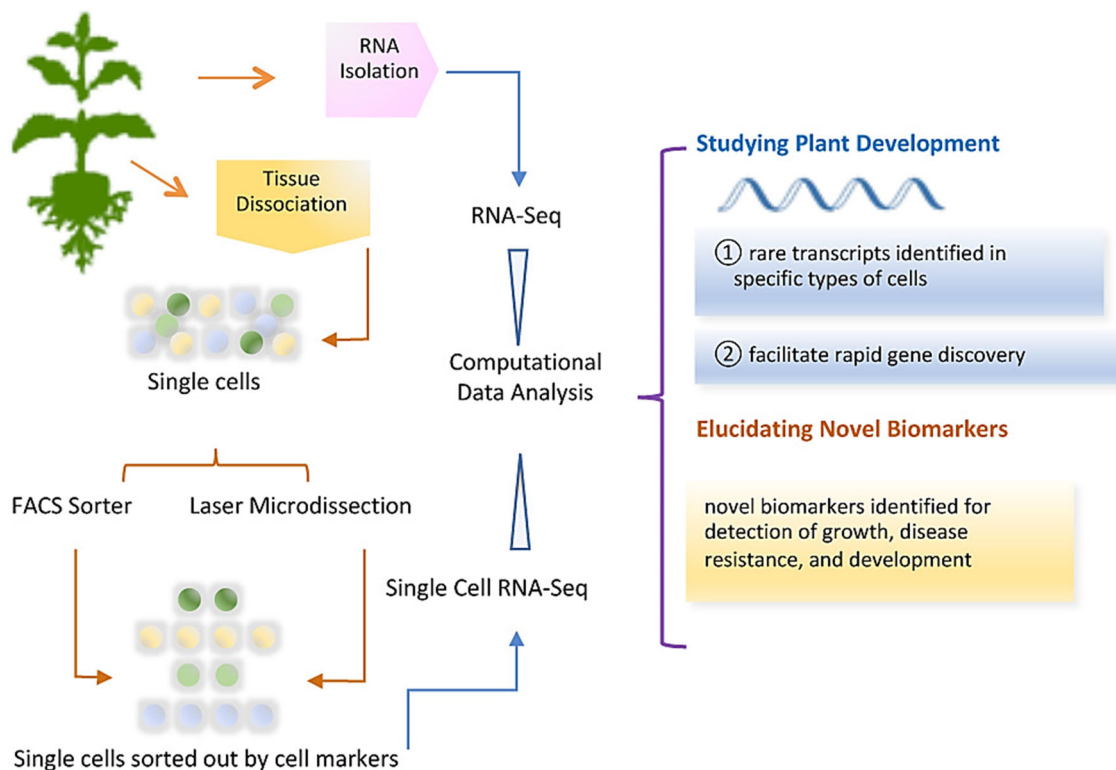 RNA
Isolation
Tissue
Dissociation
Single cells
FACS Sorter
Laser Microdissection
Single cells sorted out by cell markers
RNA-Seq
Computational
Data Analysis
Single Cell RNA-Seq
Studying Plant Development
① rare transcripts identified in
specific types of cells
② facilitate rapid gene discovery
Elucidating Novel Biomarkers
novel biomarkers identified for
detection of growth, disease
resistance, and development